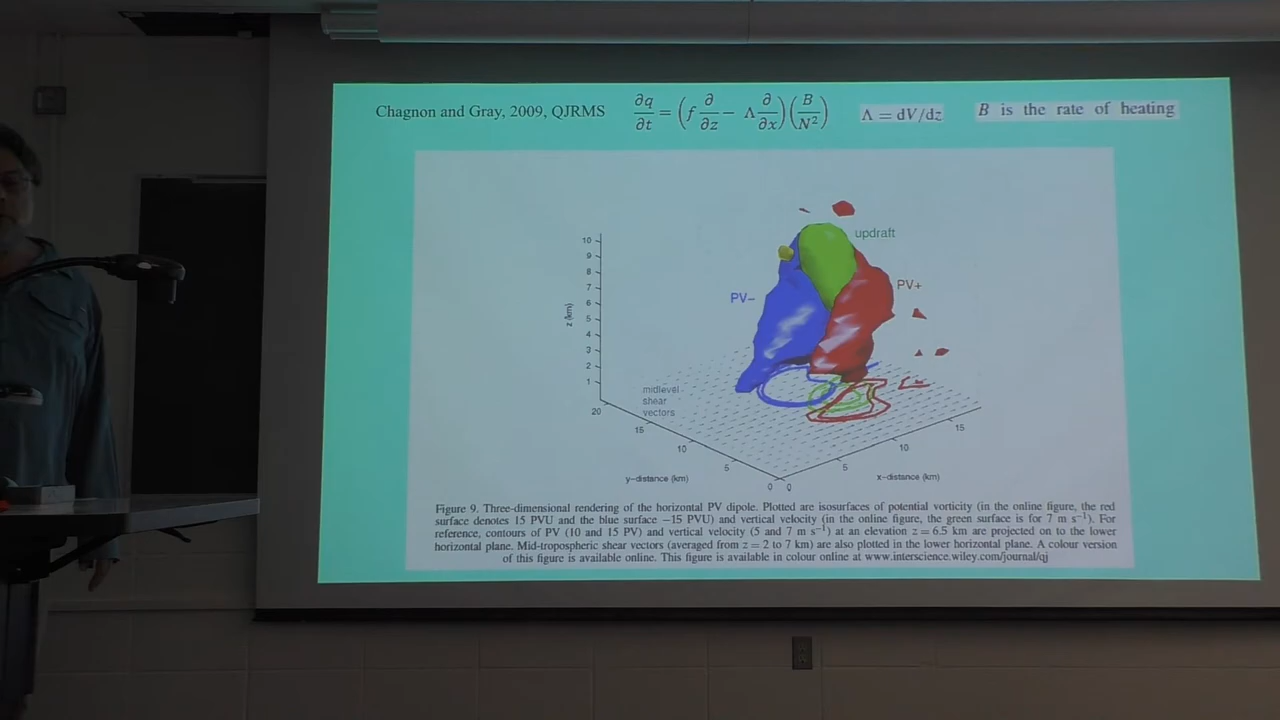 Chagnon and Gray, 2009, QJRMS
∂q/∂t = (f ∂/∂z − Λ ∂/∂x)(B/N²)
Λ = dV/dz
B is the rate of heating
updraft
PV−
PV+
z (km)
10
9
8
7
6
5
4
3
2
1
midlevel
shear
vectors
20
15
10
5
0
y-distance (km)
0
5
10
15
x-distance (km)
Figure 9. Three-dimensional rendering of the horizontal PV dipole. Plotted are isosurfaces of potential vorticity (in the online figure, the red
surface denotes 15 PVU and the blue surface −15 PVU) and vertical velocity (in the online figure, the green surface is for 7 m s⁻¹). For
reference, contours of PV (10 and 15 PV) and vertical velocity (5 and 7 m s⁻¹) at an elevation z = 6.5 km are projected on to the lower
horizontal plane. Mid-tropospheric shear vectors (averaged from z = 2 to 7 km) are also plotted in the lower horizontal plane. A colour version
of this figure is available online. This figure is available in colour online at www.interscience.wiley.com/journal/qj